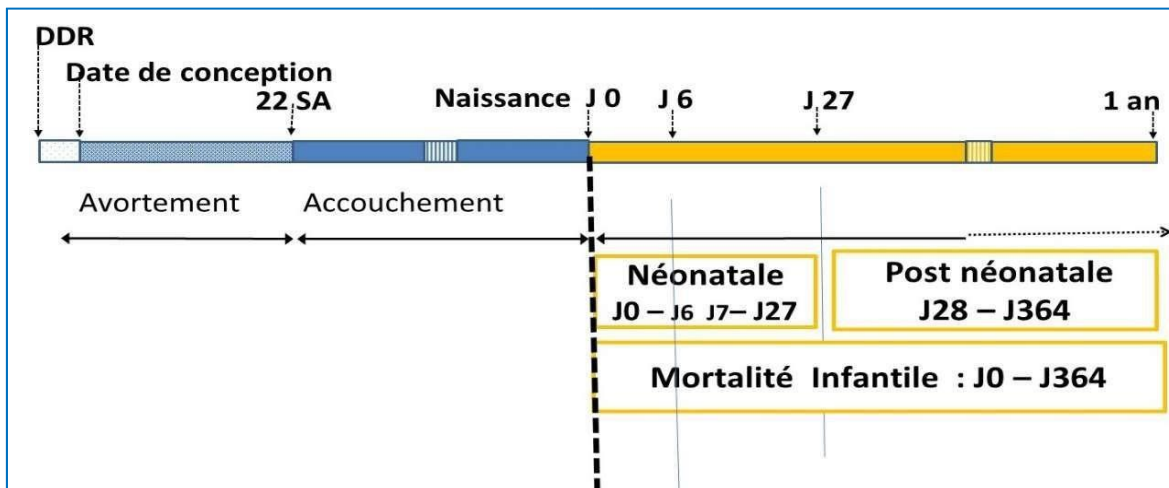 DDR
Date de conception
22 SA
Naissance J 0
J 6
J 27
1 an
Avortement
Accouchement
Néonatale
J0 – J6 J7– J27
Post néonatale
J28 – J364
Mortalité Infantile : J0 – J364